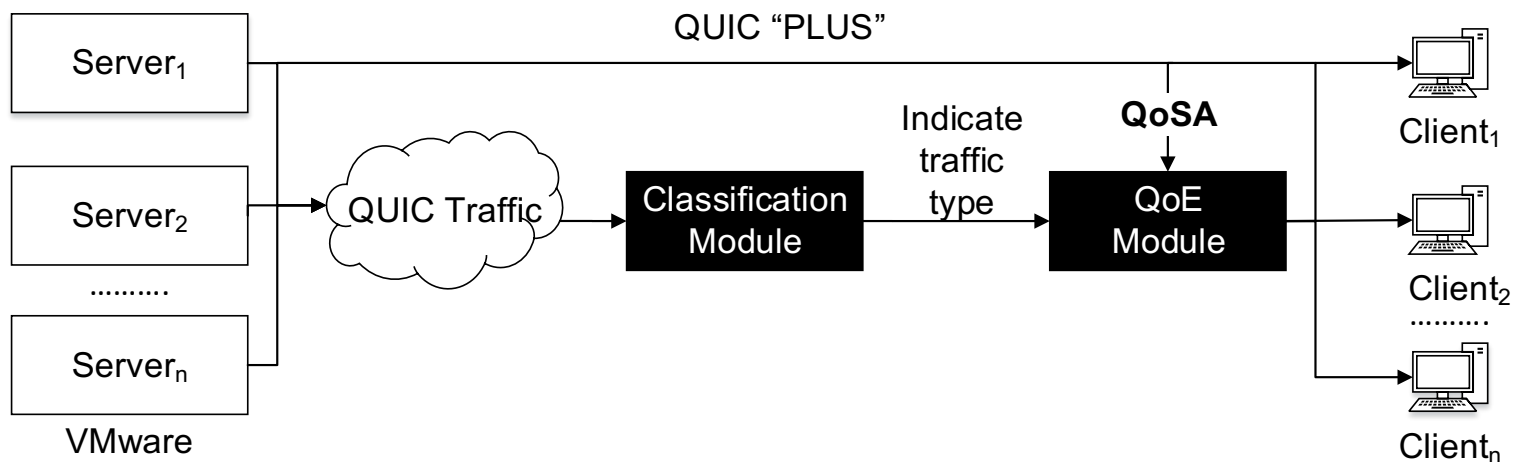 QUIC “PLUS”
Server₁
Server₂
……….
Serverₙ
VMware
QUIC Traffic
Classification
Module
Indicate
traffic
type
QoSA
QoE
Module
Client₁
Client₂
……….
Clientₙ